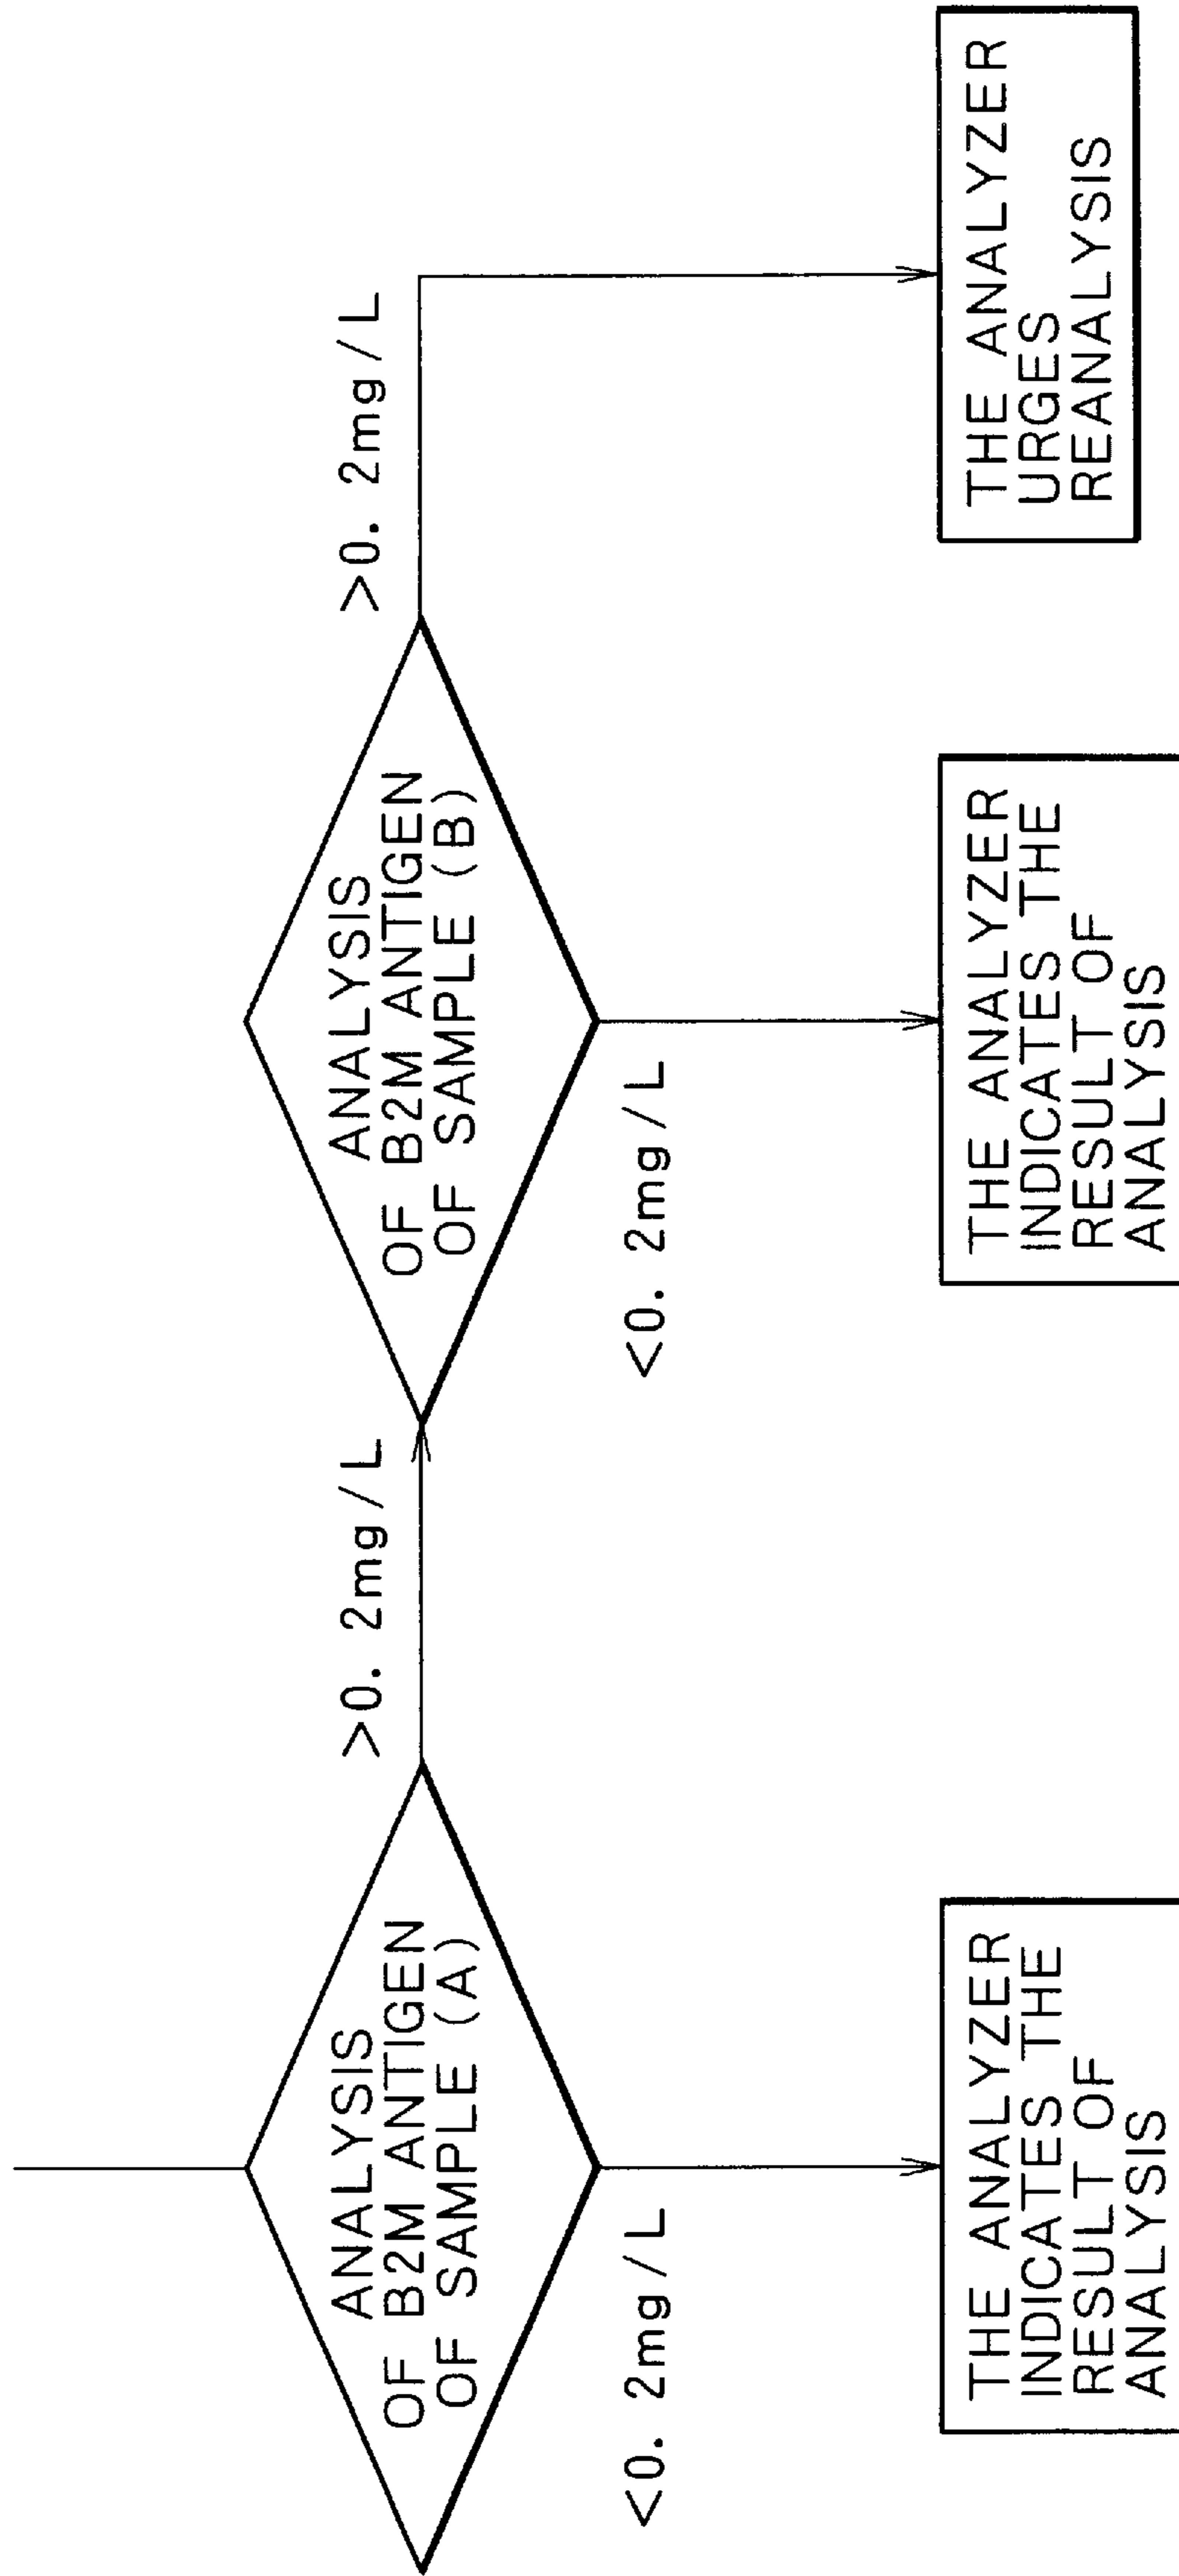 ANALYSIS
OF B2M ANTIGEN
OF SAMPLE (A)
>0. 2mg/L
<0. 2mg/L
THE ANALYZER
INDICATES THE
RESULT OF
ANALYSIS
ANALYSIS
OF B2M ANTIGEN
OF SAMPLE (B)
>0. 2mg/L
<0. 2mg/L
THE ANALYZER
INDICATES THE
RESULT OF
ANALYSIS
THE ANALYZER
URGES
REANALYSIS